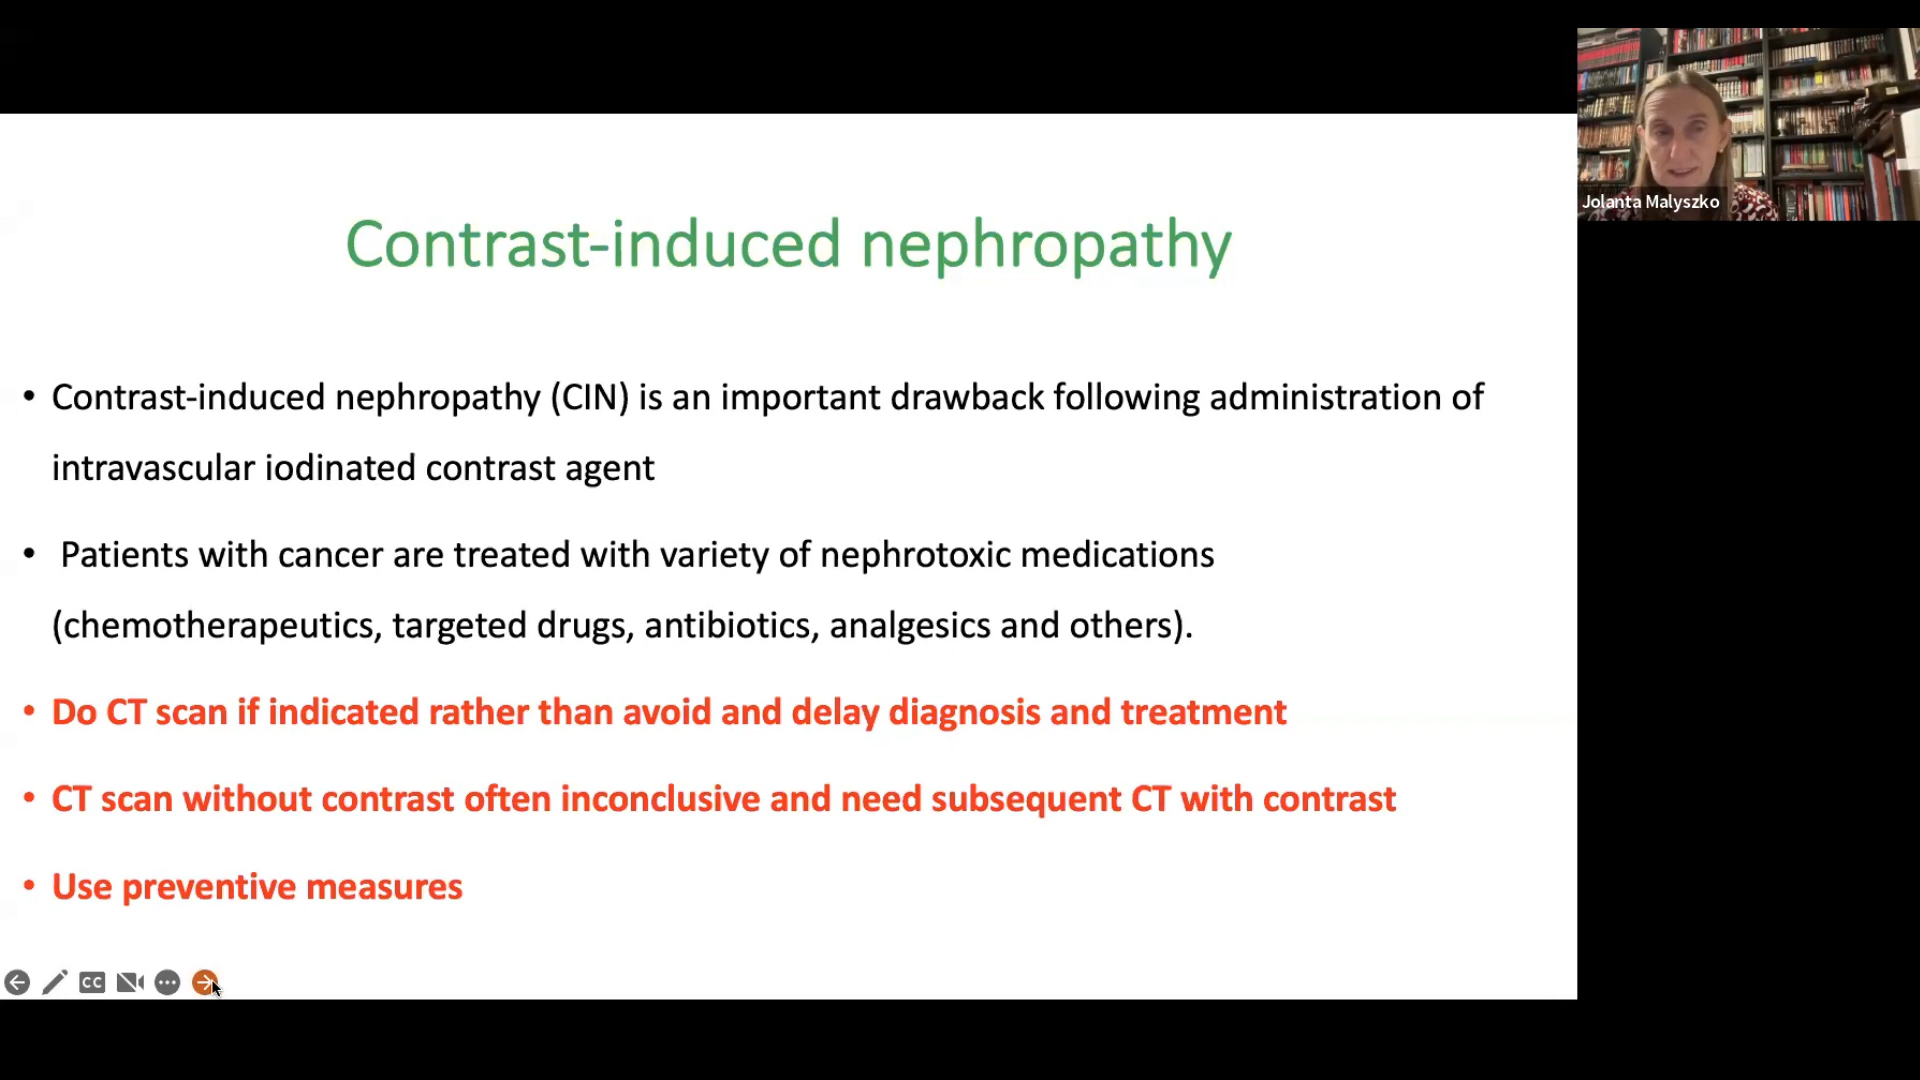 Contrast-induced nephropathy
• Contrast-induced nephropathy (CIN) is an important drawback following administration of
intravascular iodinated contrast agent
• Patients with cancer are treated with variety of nephrotoxic medications
(chemotherapeutics, targeted drugs, antibiotics, analgesics and others).
• Do CT scan if indicated rather than avoid and delay diagnosis and treatment
• CT scan without contrast often inconclusive and need subsequent CT with contrast
• Use preventive measures
CC
Jolanta Malyszko